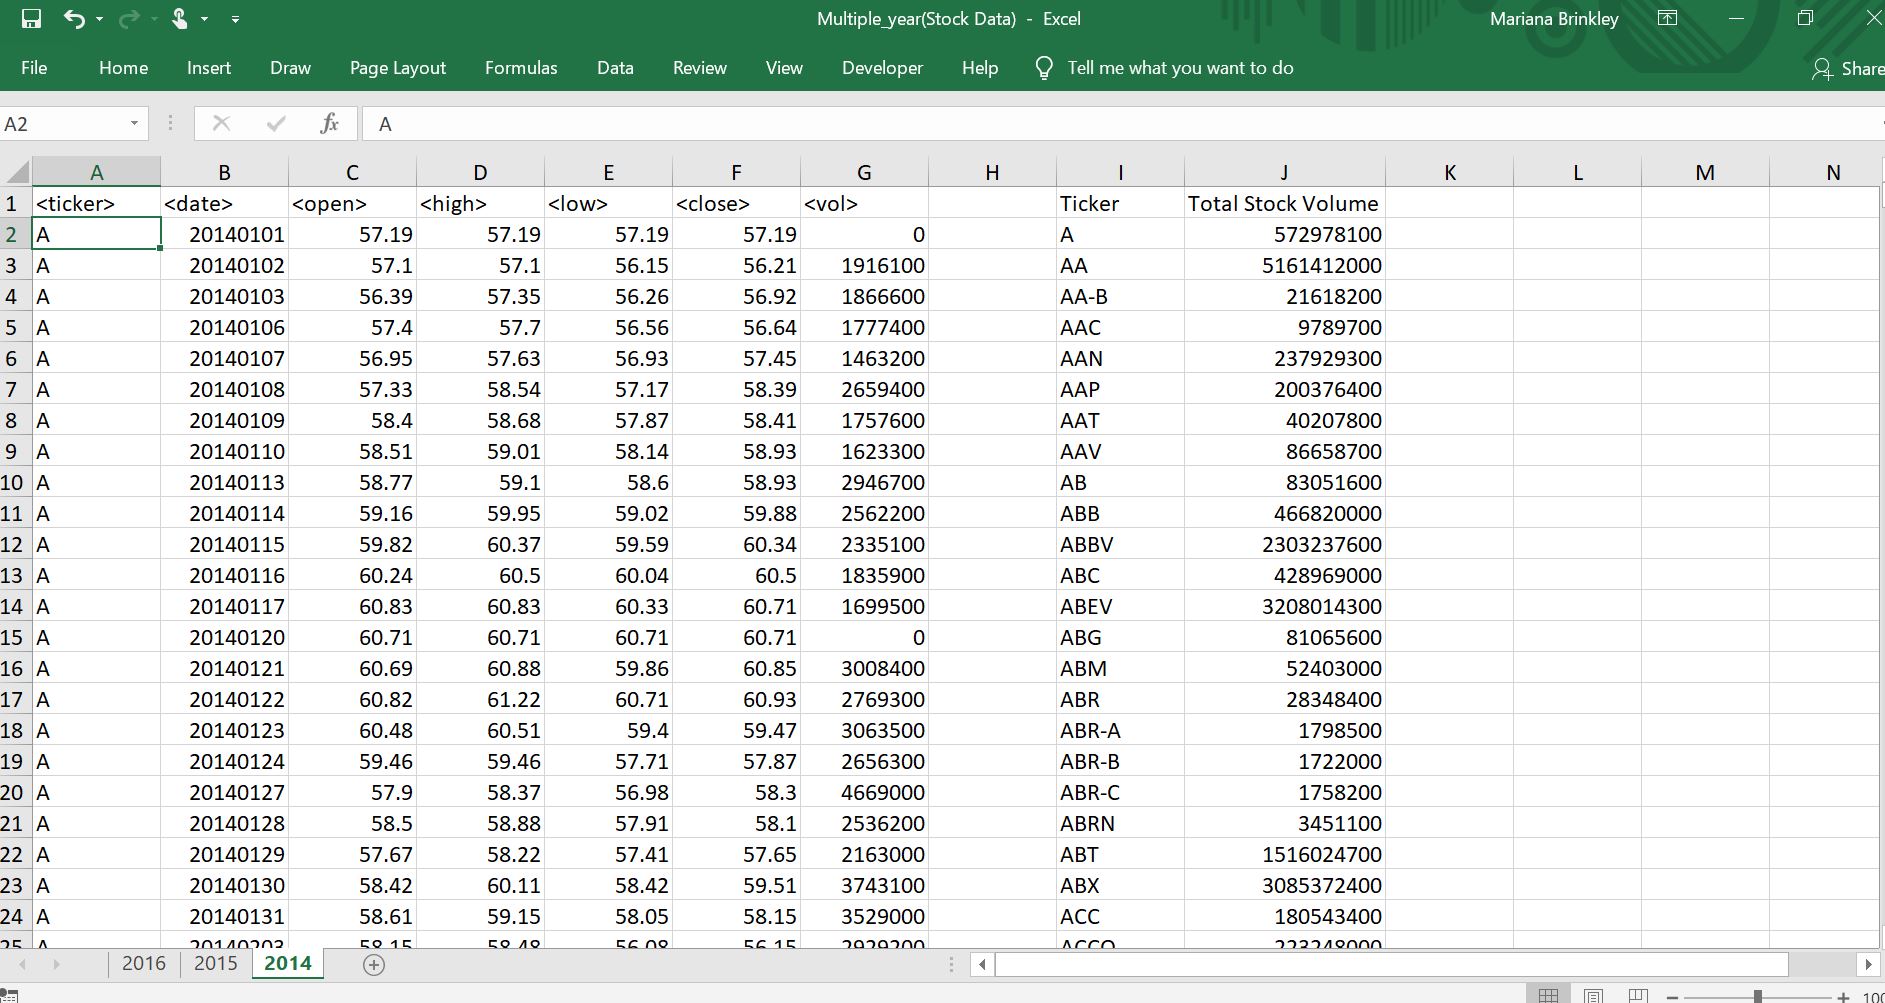 Multiple_year(Stock Data) - Excel
Mariana Brinkley
File Home Insert Draw Page Layout Formulas Data Review View Developer Help Tell me what you want to do Share
A2 fx A
A B C D E F G H I J K L M N
1 <ticker> <date> <open> <high> <low> <close> <vol> Ticker Total Stock Volume
2 A 20140101 57.19 57.19 57.19 57.19 0 A 572978100
3 A 20140102 57.1 57.1 56.15 56.21 1916100 AA 5161412000
4 A 20140103 56.39 57.35 56.26 56.92 1866600 AA-B 21618200
5 A 20140106 57.4 57.7 56.56 56.64 1777400 AAC 9789700
6 A 20140107 56.95 57.63 56.93 57.45 1463200 AAN 237929300
7 A 20140108 57.33 58.54 57.17 58.39 2659400 AAP 200376400
8 A 20140109 58.4 58.68 57.87 58.41 1757600 AAT 40207800
9 A 20140110 58.51 59.01 58.14 58.93 1623300 AAV 86658700
10 A 20140113 58.77 59.1 58.6 58.93 2946700 AB 83051600
11 A 20140114 59.16 59.95 59.02 59.88 2562200 ABB 466820000
12 A 20140115 59.82 60.37 59.59 60.34 2335100 ABBV 2303237600
13 A 20140116 60.24 60.5 60.04 60.5 1835900 ABC 428969000
14 A 20140117 60.83 60.83 60.33 60.71 1699500 ABEV 3208014300
15 A 20140120 60.71 60.71 60.71 60.71 0 ABG 81065600
16 A 20140121 60.69 60.88 59.86 60.85 3008400 ABM 52403000
17 A 20140122 60.82 61.22 60.71 60.93 2769300 ABR 28348400
18 A 20140123 60.48 60.51 59.4 59.47 3063500 ABR-A 1798500
19 A 20140124 59.46 59.46 57.71 57.87 2656300 ABR-B 1722000
20 A 20140127 57.9 58.37 56.98 58.3 4669000 ABR-C 1758200
21 A 20140128 58.5 58.88 57.91 58.1 2536200 ABRN 3451100
22 A 20140129 57.67 58.22 57.41 57.65 2163000 ABT 1516024700
23 A 20140130 58.42 60.11 58.42 59.51 3743100 ABX 3085372400
24 A 20140131 58.61 59.15 58.05 58.15 3529000 ACC 180543400
25 A 20140203 58.15 58.48 56.08 56.15 2929200 ACCO 223248000
2016 2015 2014
100